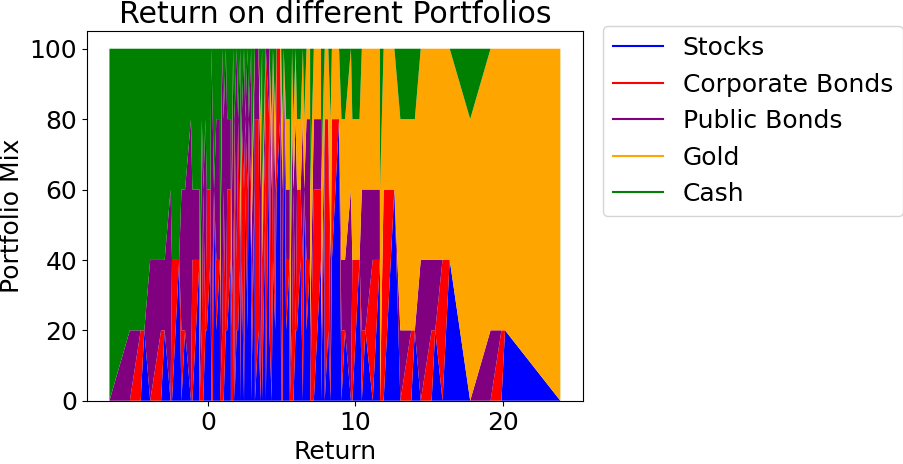 Return on different Portfolios
100
80
60
40
20
0
Portfolio Mix
0
10
20
Return
Stocks
Corporate Bonds
Public Bonds
Gold
Cash